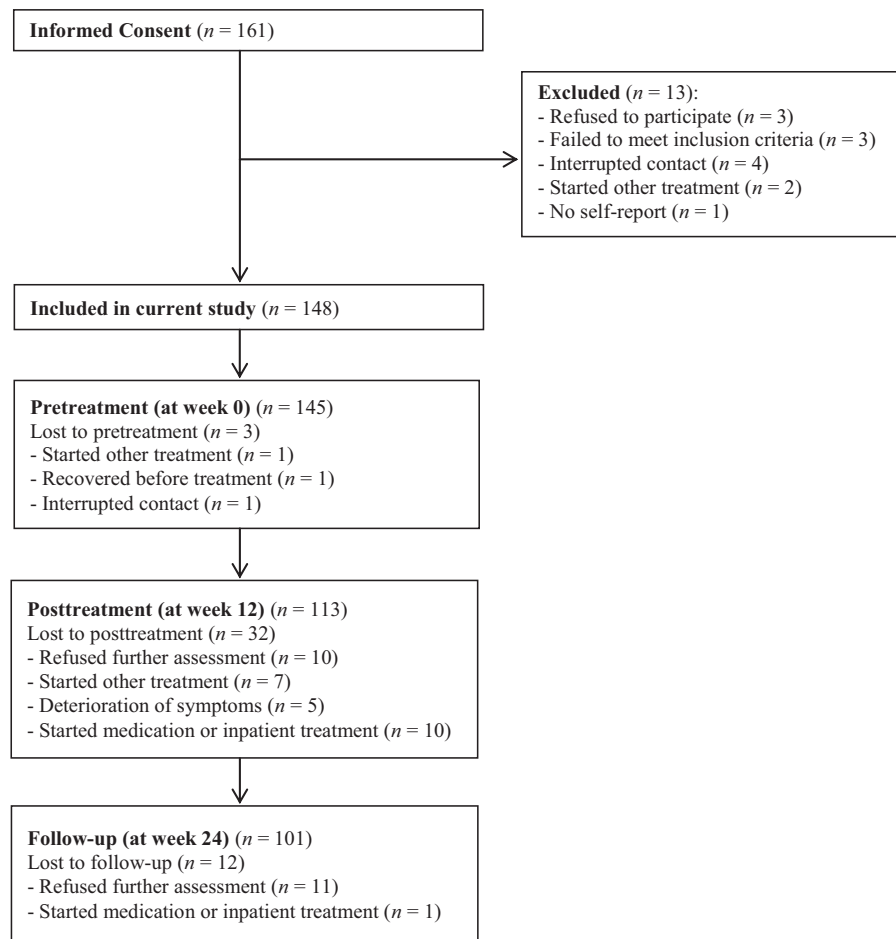 Informed Consent (n = 161)
Excluded (n = 13):
- Refused to participate (n = 3)
- Failed to meet inclusion criteria (n = 3)
- Interrupted contact (n = 4)
- Started other treatment (n = 2)
- No self-report (n = 1)
Included in current study (n = 148)
Pretreatment (at week 0) (n = 145)
Lost to pretreatment (n = 3)
- Started other treatment (n = 1)
- Recovered before treatment (n = 1)
- Interrupted contact (n = 1)
Posttreatment (at week 12) (n = 113)
Lost to posttreatment (n = 32)
- Refused further assessment (n = 10)
- Started other treatment (n = 7)
- Deterioration of symptoms (n = 5)
- Started medication or inpatient treatment (n = 10)
Follow-up (at week 24) (n = 101)
Lost to follow-up (n = 12)
- Refused further assessment (n = 11)
- Started medication or inpatient treatment (n = 1)